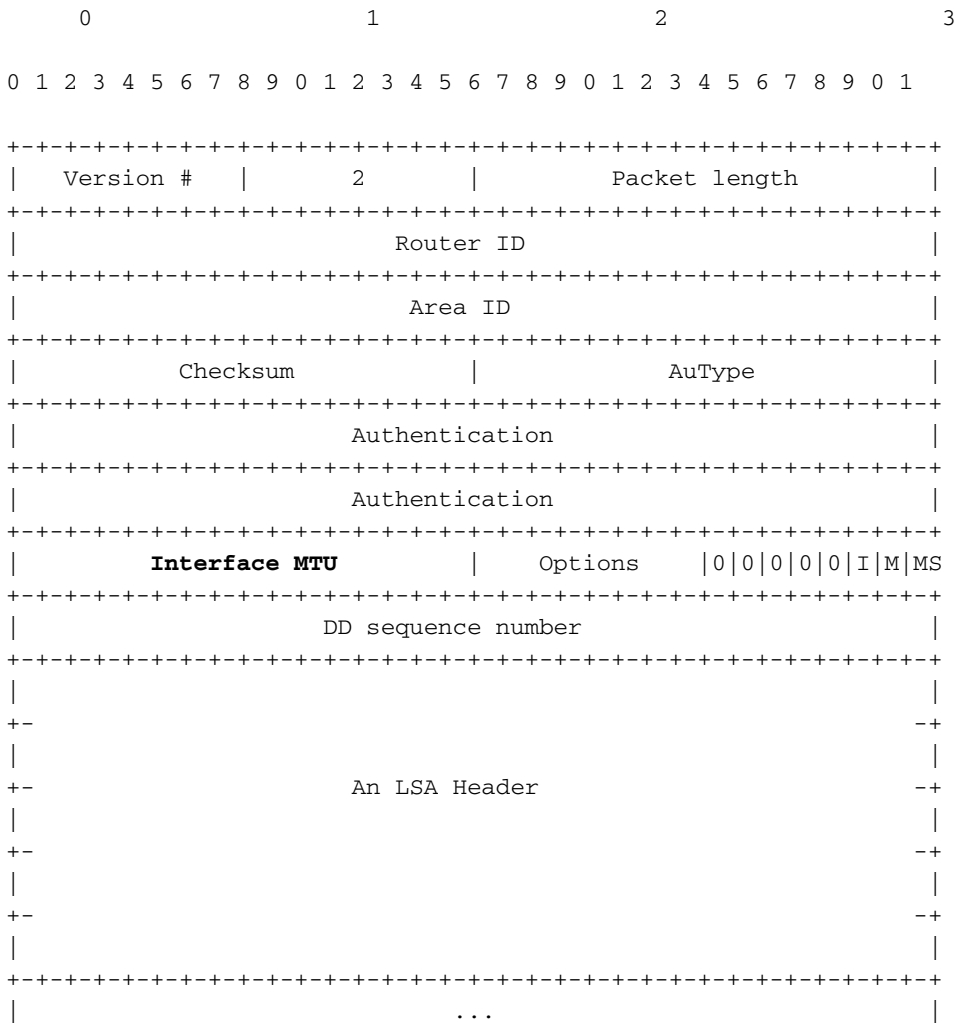 0                   1                   2                   3
0 1 2 3 4 5 6 7 8 9 0 1 2 3 4 5 6 7 8 9 0 1 2 3 4 5 6 7 8 9 0 1
+-+-+-+-+-+-+-+-+-+-+-+-+-+-+-+-+-+-+-+-+-+-+-+-+-+-+-+-+-+-+-+-+
|   Version #   |       2       |         Packet length         |
+-+-+-+-+-+-+-+-+-+-+-+-+-+-+-+-+-+-+-+-+-+-+-+-+-+-+-+-+-+-+-+-+
|                          Router ID                            |
+-+-+-+-+-+-+-+-+-+-+-+-+-+-+-+-+-+-+-+-+-+-+-+-+-+-+-+-+-+-+-+-+
|                           Area ID                             |
+-+-+-+-+-+-+-+-+-+-+-+-+-+-+-+-+-+-+-+-+-+-+-+-+-+-+-+-+-+-+-+-+
|           Checksum            |             AuType            |
+-+-+-+-+-+-+-+-+-+-+-+-+-+-+-+-+-+-+-+-+-+-+-+-+-+-+-+-+-+-+-+-+
|                       Authentication                          |
+-+-+-+-+-+-+-+-+-+-+-+-+-+-+-+-+-+-+-+-+-+-+-+-+-+-+-+-+-+-+-+-+
|                       Authentication                          |
+-+-+-+-+-+-+-+-+-+-+-+-+-+-+-+-+-+-+-+-+-+-+-+-+-+-+-+-+-+-+-+-+
|         Interface MTU         |    Options    |0|0|0|0|0|I|M|MS
+-+-+-+-+-+-+-+-+-+-+-+-+-+-+-+-+-+-+-+-+-+-+-+-+-+-+-+-+-+-+-+-+
|                     DD sequence number                        |
+-+-+-+-+-+-+-+-+-+-+-+-+-+-+-+-+-+-+-+-+-+-+-+-+-+-+-+-+-+-+-+-+
|                                                               |
+-                                                             -+
|                                                               |
+-                      An LSA Header                          -+
|                                                               |
+-                                                             -+
|                                                               |
+-                                                             -+
|                                                               |
+-+-+-+-+-+-+-+-+-+-+-+-+-+-+-+-+-+-+-+-+-+-+-+-+-+-+-+-+-+-+-+-+
|                              ...                              |